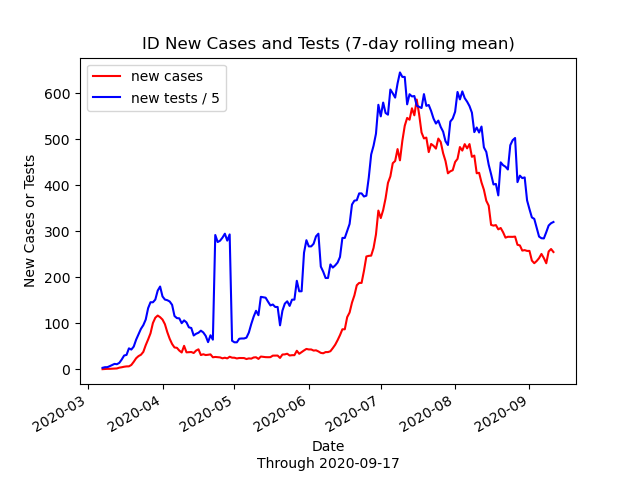 ID New Cases and Tests (7-day rolling mean)
new cases
new tests / 5
New Cases or Tests
600
500
400
300
200
100
0
2020-03
2020-04
2020-05
2020-06
2020-07
2020-08
2020-09
Date
Through 2020-09-17